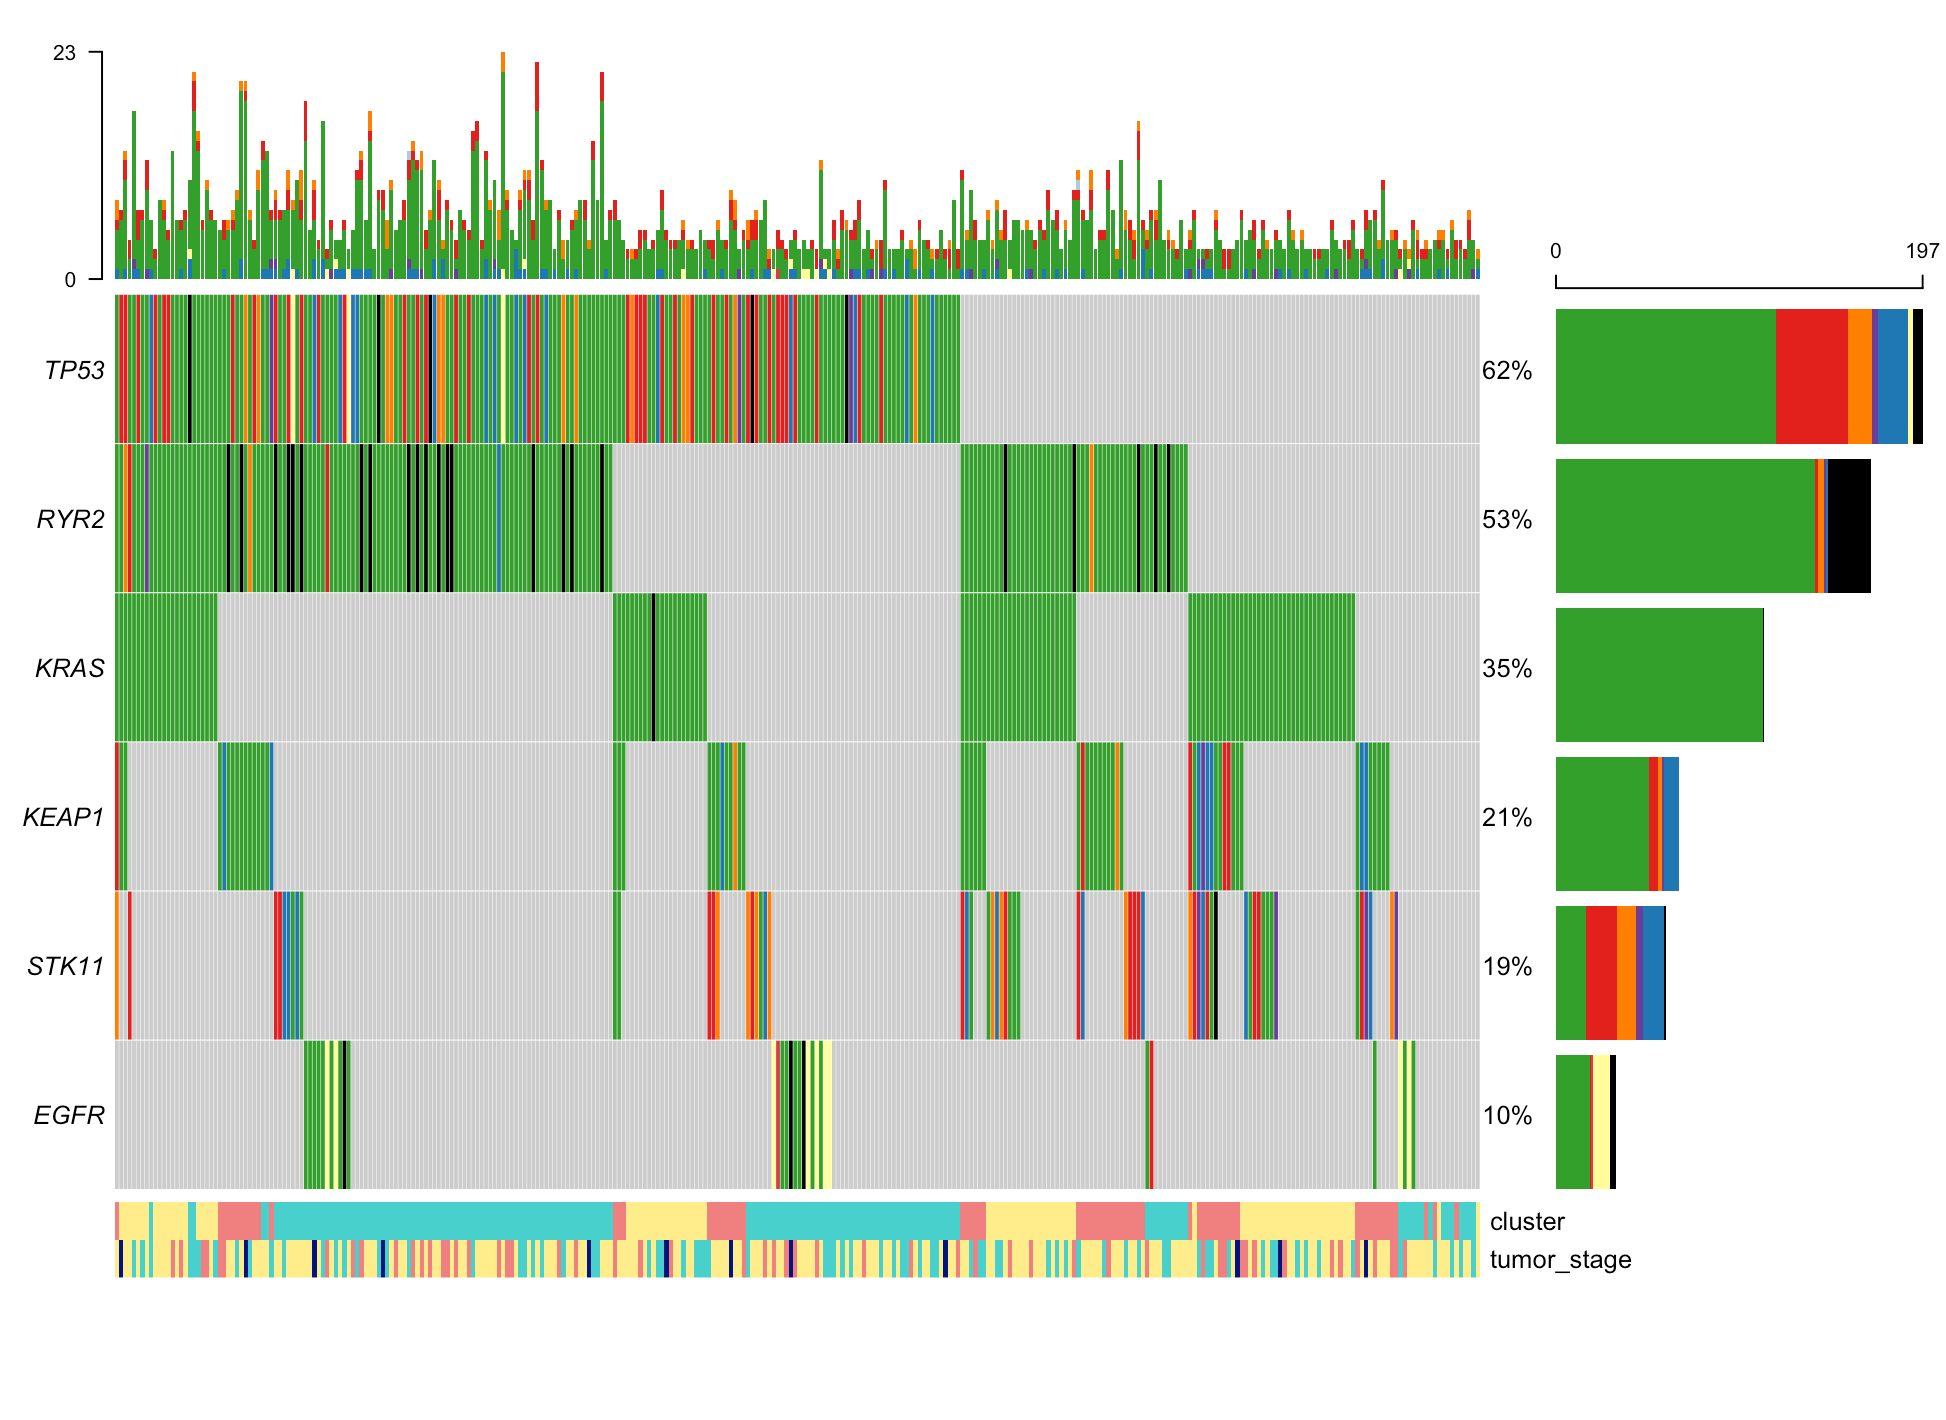 23
0
0 197
TP53 62%
RYR2 53%
KRAS 35%
KEAP1 21%
STK11 19%
EGFR 10%
cluster
tumor_stage